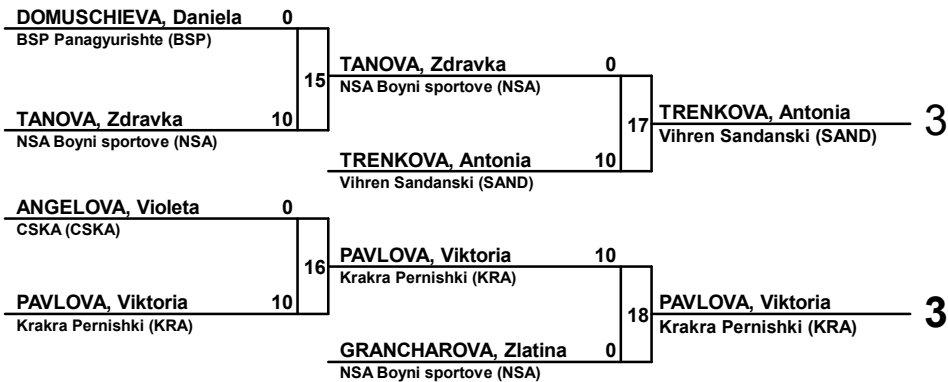 DOMUSCHIEVA, Daniela 0
BSP Panagyurishte (BSP)
15
TANOVA, Zdravka 0
NSA Boyni sportove (NSA)
TANOVA, Zdravka 10
NSA Boyni sportove (NSA)
17
TRENKOVA, Antonia 3
Vihren Sandanski (SAND)
TRENKOVA, Antonia 10
Vihren Sandanski (SAND)
ANGELOVA, Violeta 0
CSKA (CSKA)
16
PAVLOVA, Viktoria 10
Krakra Pernishki (KRA)
PAVLOVA, Viktoria 10
Krakra Pernishki (KRA)
18
PAVLOVA, Viktoria 3
Krakra Pernishki (KRA)
GRANCHAROVA, Zlatina 0
NSA Boyni sportove (NSA)